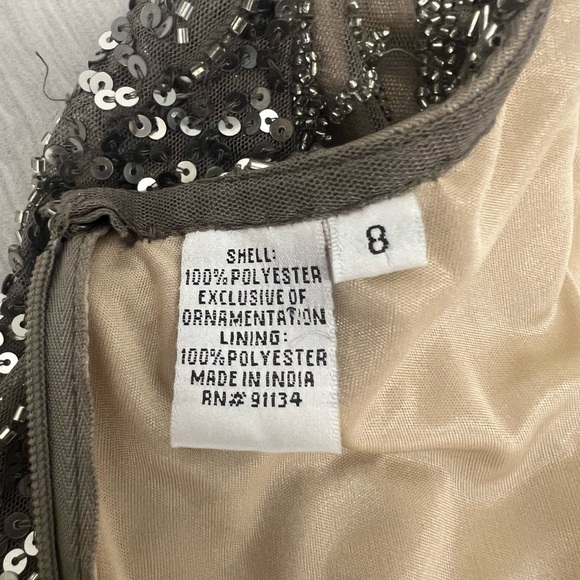 SHELL:
100% POLYESTER
EXCLUSIVE OF
ORNAMENTATION
LINING:
100% POLYESTER
MADE IN INDIA
RN# 91134
8